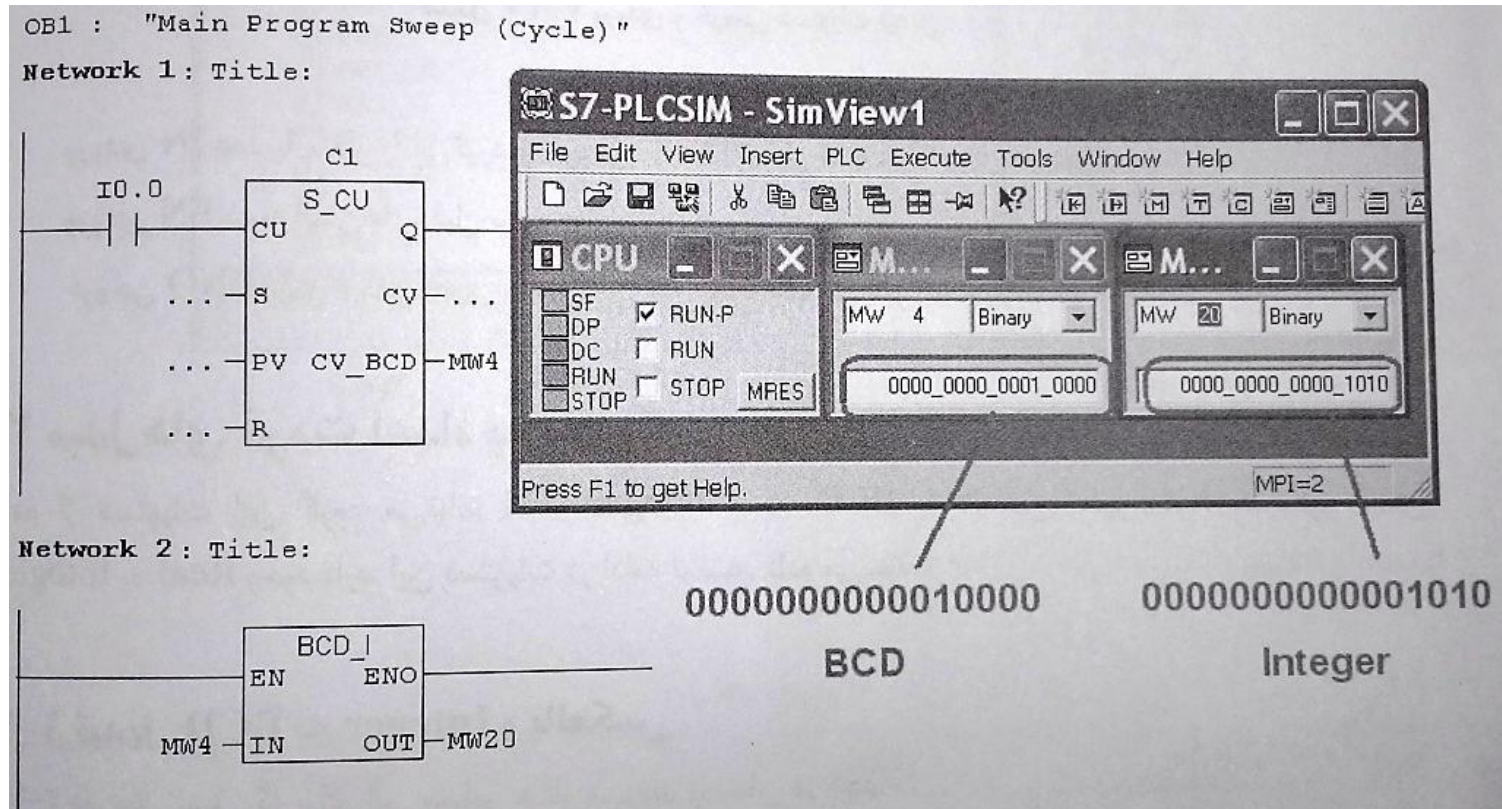 OB1 : "Main Program Sweep (Cycle)"
Network 1: Title:
C1
I0.0
S_CU
CU Q
... S CV ...
... PV CV_BCD MW4
... R
S7-PLCSIM - SimView1
File Edit View Insert PLC Execute Tools Window Help
CPU M... M...
SF
DP RUN-P
DC RUN
RUN
STOP STOP MRES
MW 4 Binary
0000_0000_0001_0000
MW 20 Binary
0000_0000_0000_1010
Press F1 to get Help. MPI=2
0000000000010000 0000000000001010
BCD Integer
Network 2: Title:
BCD_I
EN ENO
MW4 IN OUT MW20